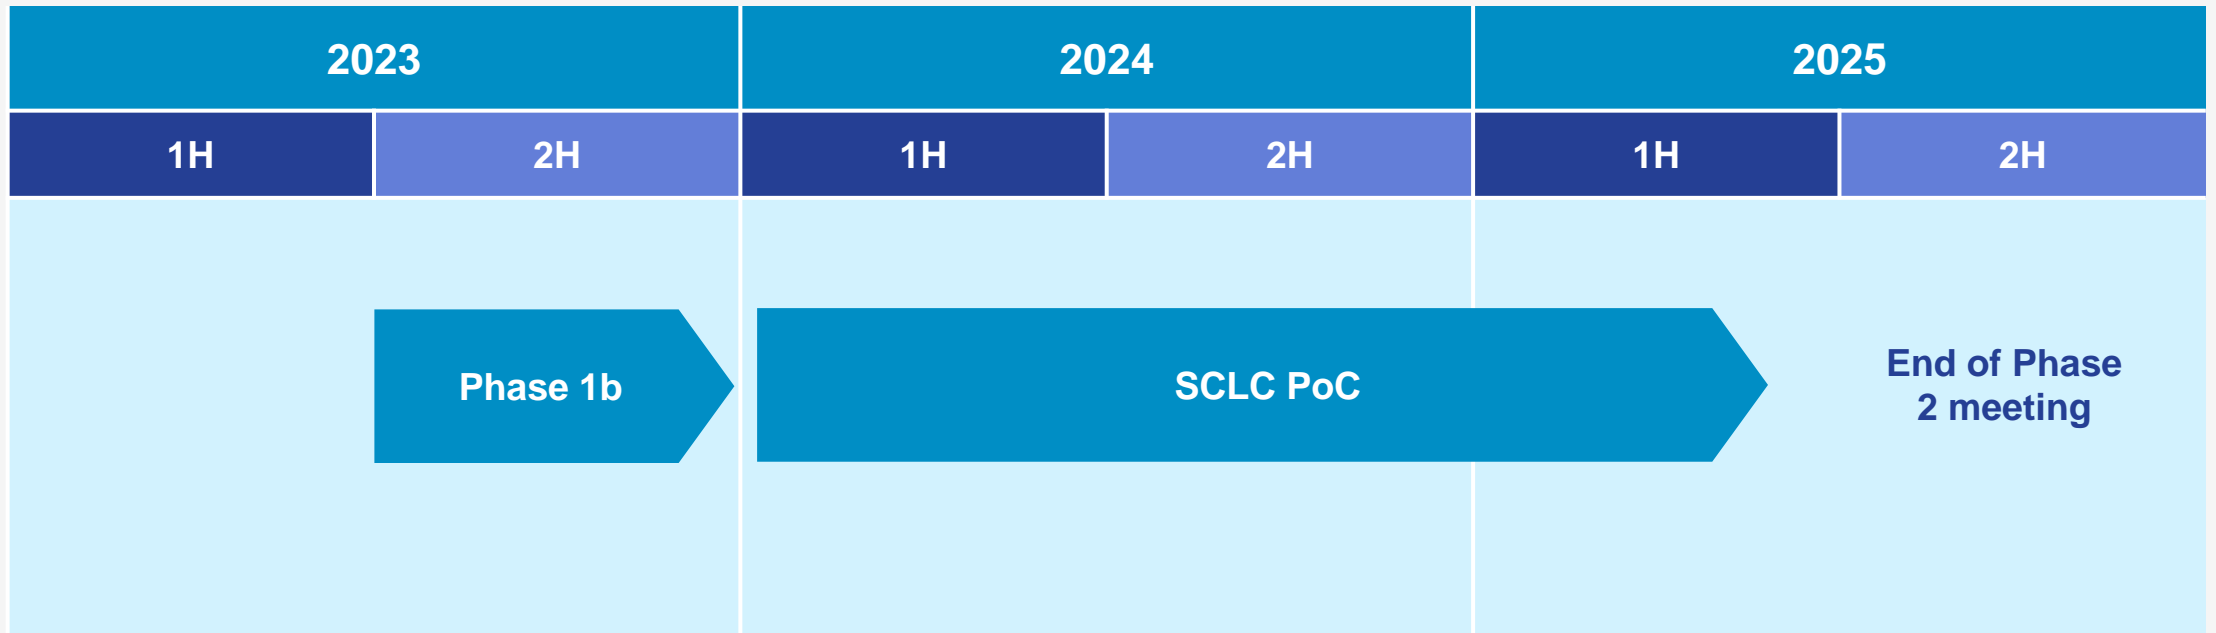 2023
2024
2025
1H
2H
1H
2H
1H
2H
Phase 1b
SCLC PoC
End of Phase
2 meeting